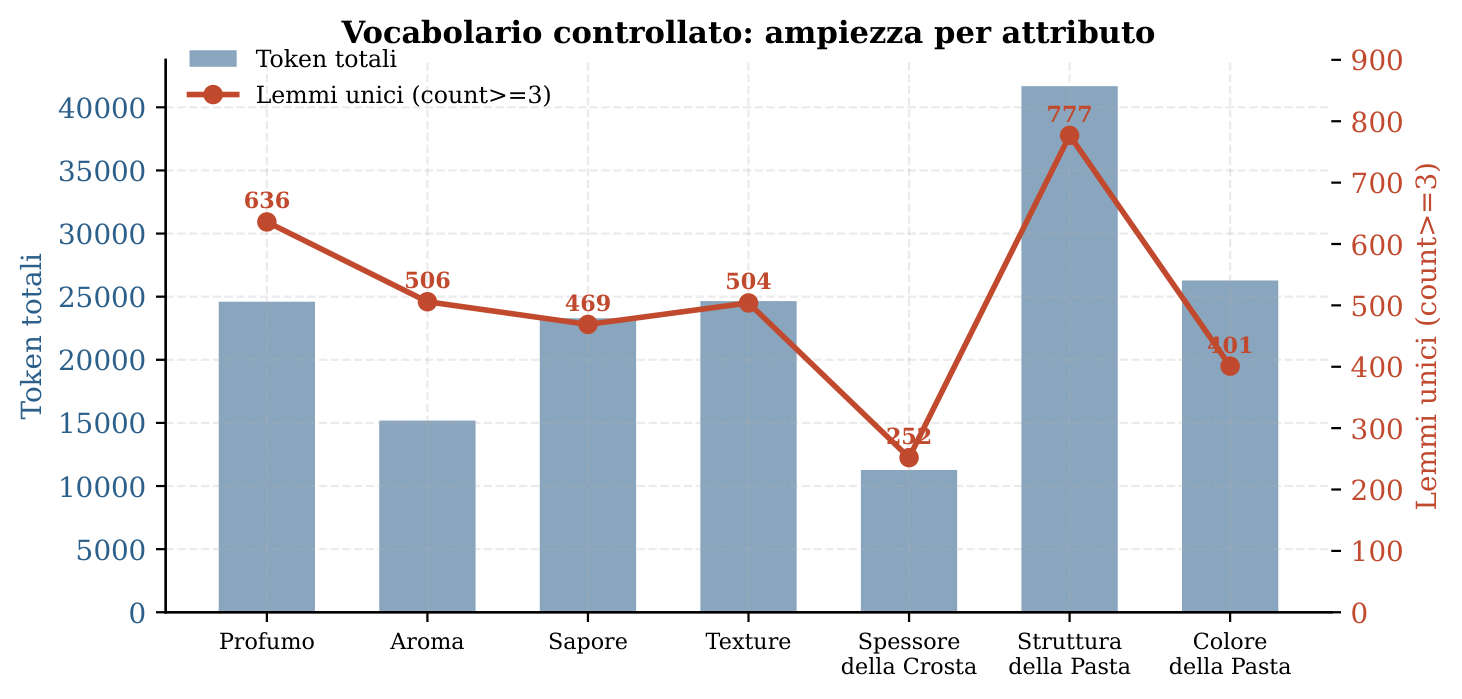 Vocabolario controllato: ampiezza per attributo
Token totali
Lemmi unici (count>=3)
Token totali
40000
35000
30000
25000
20000
15000
10000
5000
0
636
506
469
504
252
777
401
900
800
700
600
500
400
300
200
100
0
Lemmi unici (count>=3)
Profumo
Aroma
Sapore
Texture
Spessore
della Crosta
Struttura
della Pasta
Colore
della Pasta